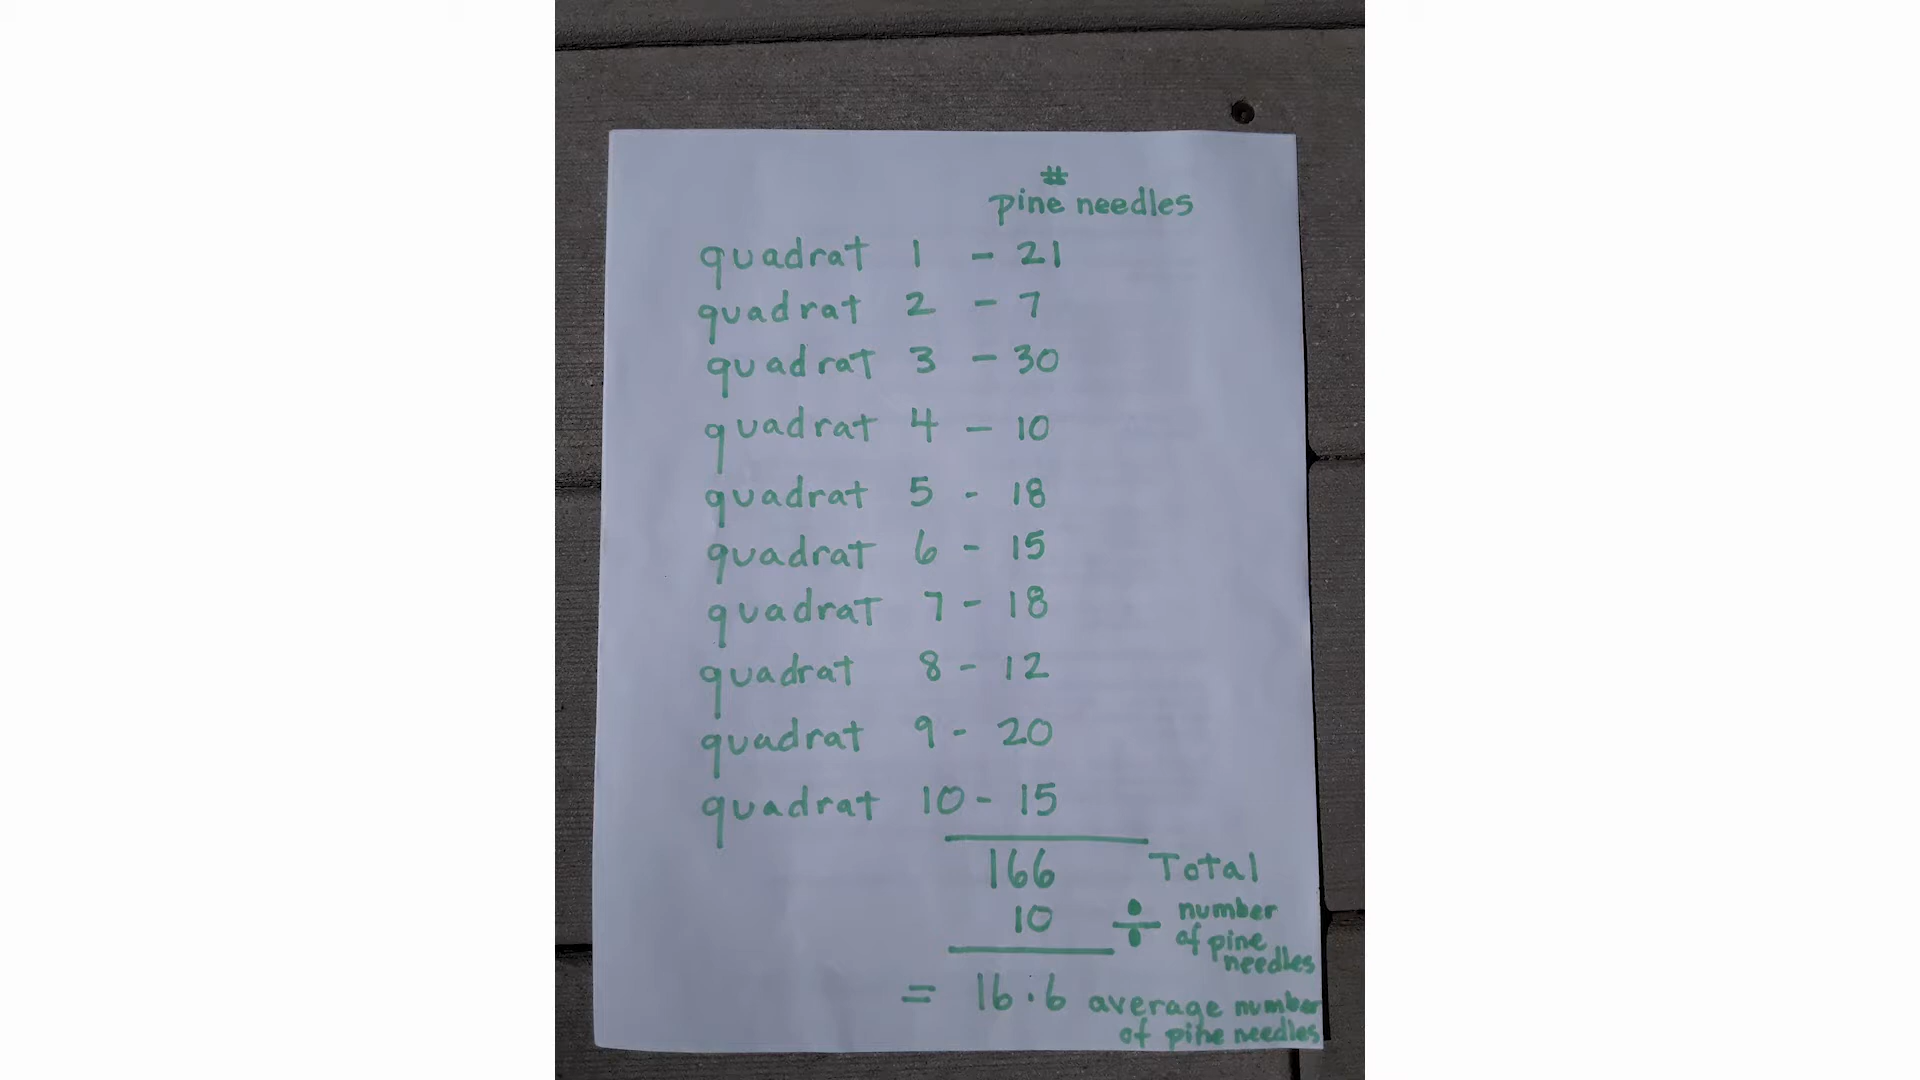 #
pine needles
quadrat 1 - 21
quadrat 2 - 7
quadrat 3 - 30
quadrat 4 - 10
quadrat 5 - 18
quadrat 6 - 15
quadrat 7 - 18
quadrat 8 - 12
quadrat 9 - 20
quadrat 10 - 15
166 Total
10 ÷ number
of pine
needles
= 16.6 average number
of pine needles